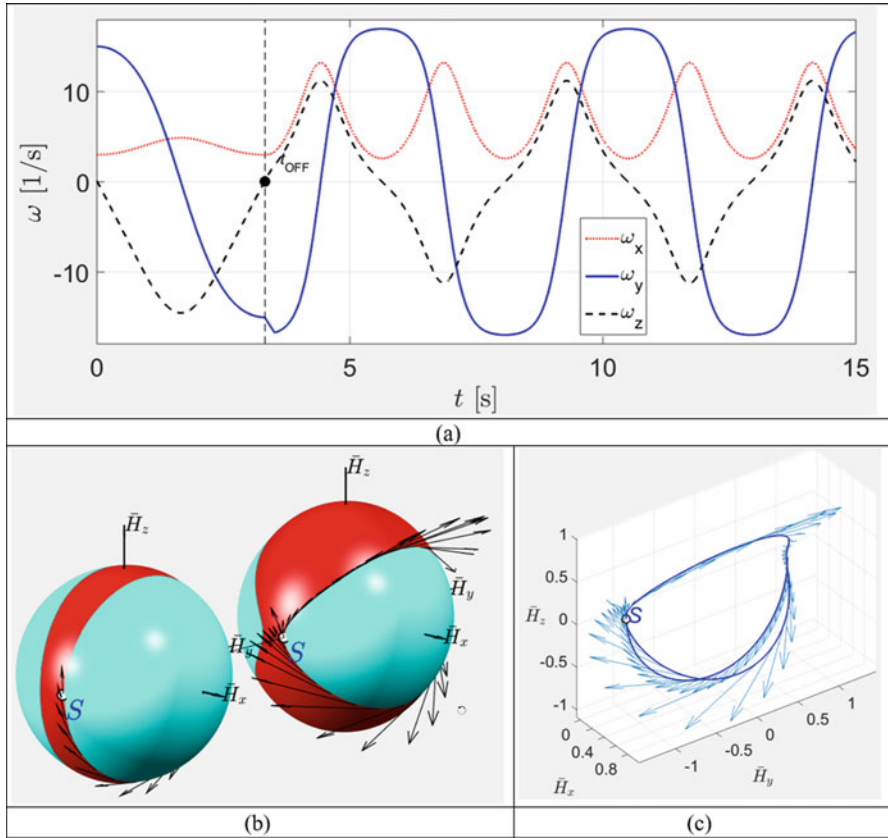 ω [1/s]
10
0
-10
t_OFF
ω_x
ω_y
ω_z
0
5
10
15
t [s]
(a)
H̄_z
S
H̄_x
H̄_z
H̄_y
H̄_x
H̄_y
S
(b)
1
0.5
0
-0.5
-1
H̄_z
S
0
0.4
0.8
H̄_x
-1
-0.5
0
0.5
1
H̄_y
(c)